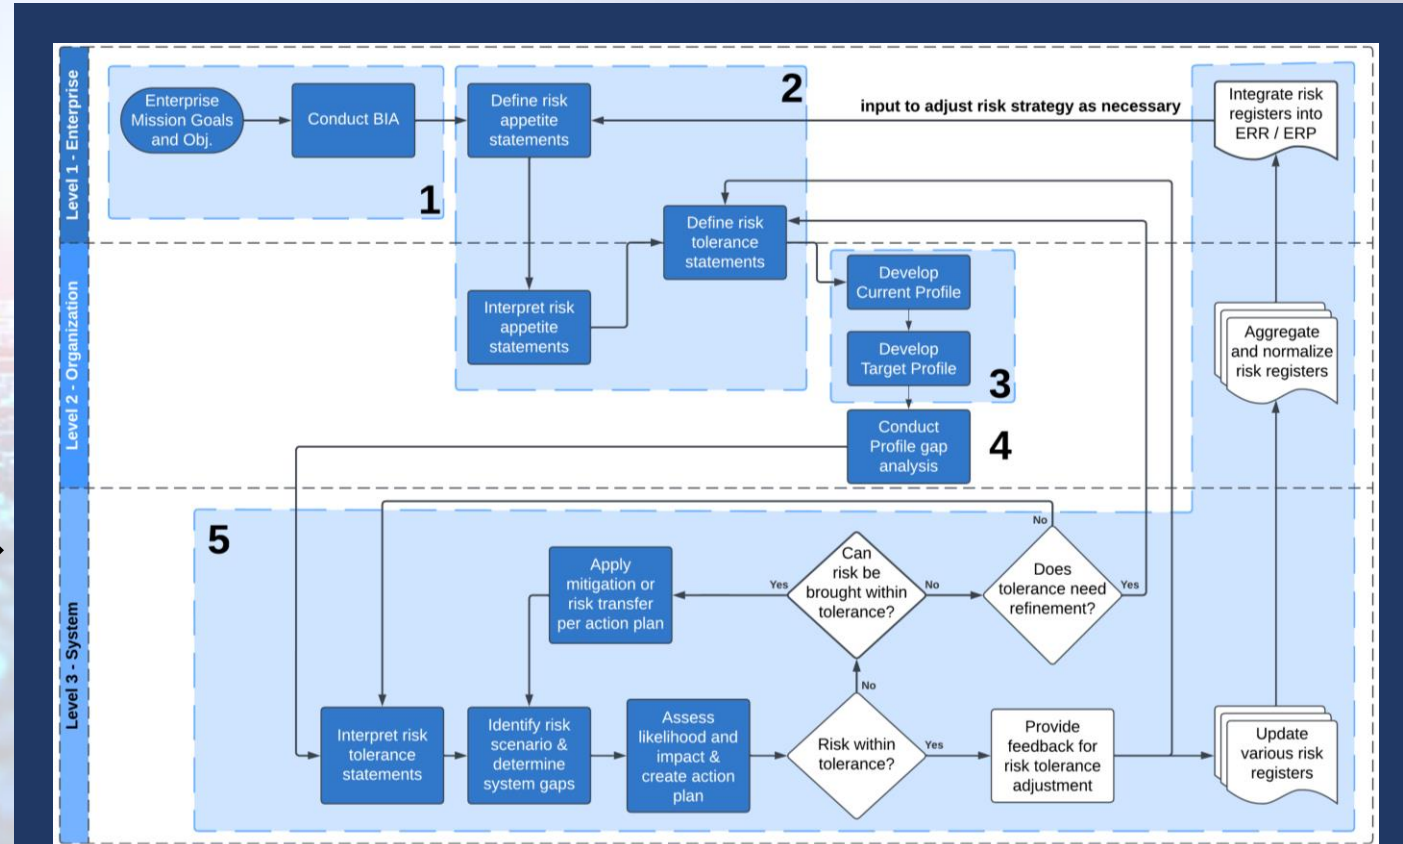 Level 1 - Enterprise
Enterprise
Mission Goals
and Obj.
Conduct BIA
1
Define risk
appetite
statements
2
input to adjust risk strategy as necessary
Integrate risk
registers into
ERR / ERP
Define risk
tolerance
statements
Level 2 - Organization
Interpret risk
appetite
statements
Develop
Current Profile
Develop
Target Profile
3
Conduct
Profile gap
analysis
4
Aggregate
and normalize
risk registers
Level 3 - System
5
Apply
mitigation or
risk transfer
per action plan
Yes
Can
risk be
brought within
tolerance?
No
No
Does
tolerance need
refinement?
Yes
Interpret risk
tolerance
statements
Identify risk
scenario &
determine
system gaps
Assess
likelihood and
impact &
create action
plan
No
Risk within
tolerance?
Yes
Provide
feedback for
risk tolerance
adjustment
Update
various risk
registers